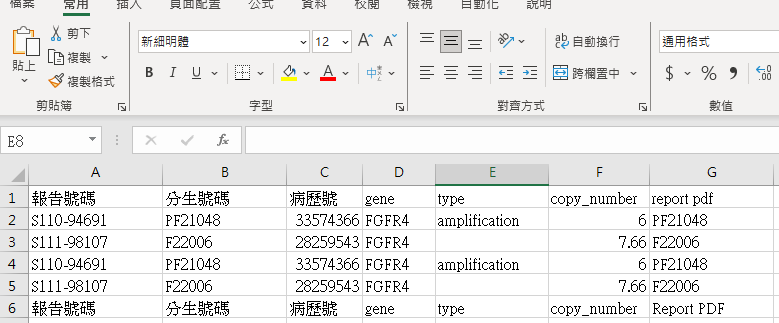 檔案 常用 插入 頁面配置 公式 資料 校閱 檢視 自動化 說明
剪下
複製
複製格式
貼上
剪貼簿
新細明體 12 A A
B I U A 中
字型
ab 自動換行
跨欄置中
對齊方式
通用格式
$ % , .0 .00
數值
E8 fx
A B C D E F G
1 報告號碼 分生號碼 病歷號 gene type copy_number report pdf
2 S110-94691 PF21048 33574366 FGFR4 amplification 6 PF21048
3 S111-98107 F22006 28259543 FGFR4 7.66 F22006
4 S110-94691 PF21048 33574366 FGFR4 amplification 6 PF21048
5 S111-98107 F22006 28259543 FGFR4 7.66 F22006
6 報告號碼 分生號碼 病歷號 gene type copy_number Report PDF